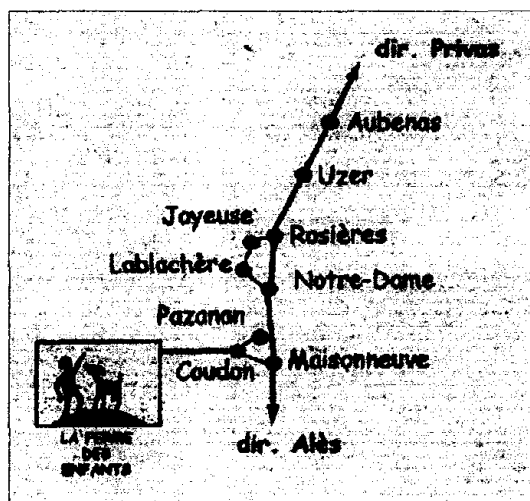 dir. Privas
Aubenas
Uzer
Joyeuse
Rosières
Lablachère
Notre-Dame
Pazanan
Coudon
Maisonneuve
LA FERME
DES
ENFANTS
dir. Alès